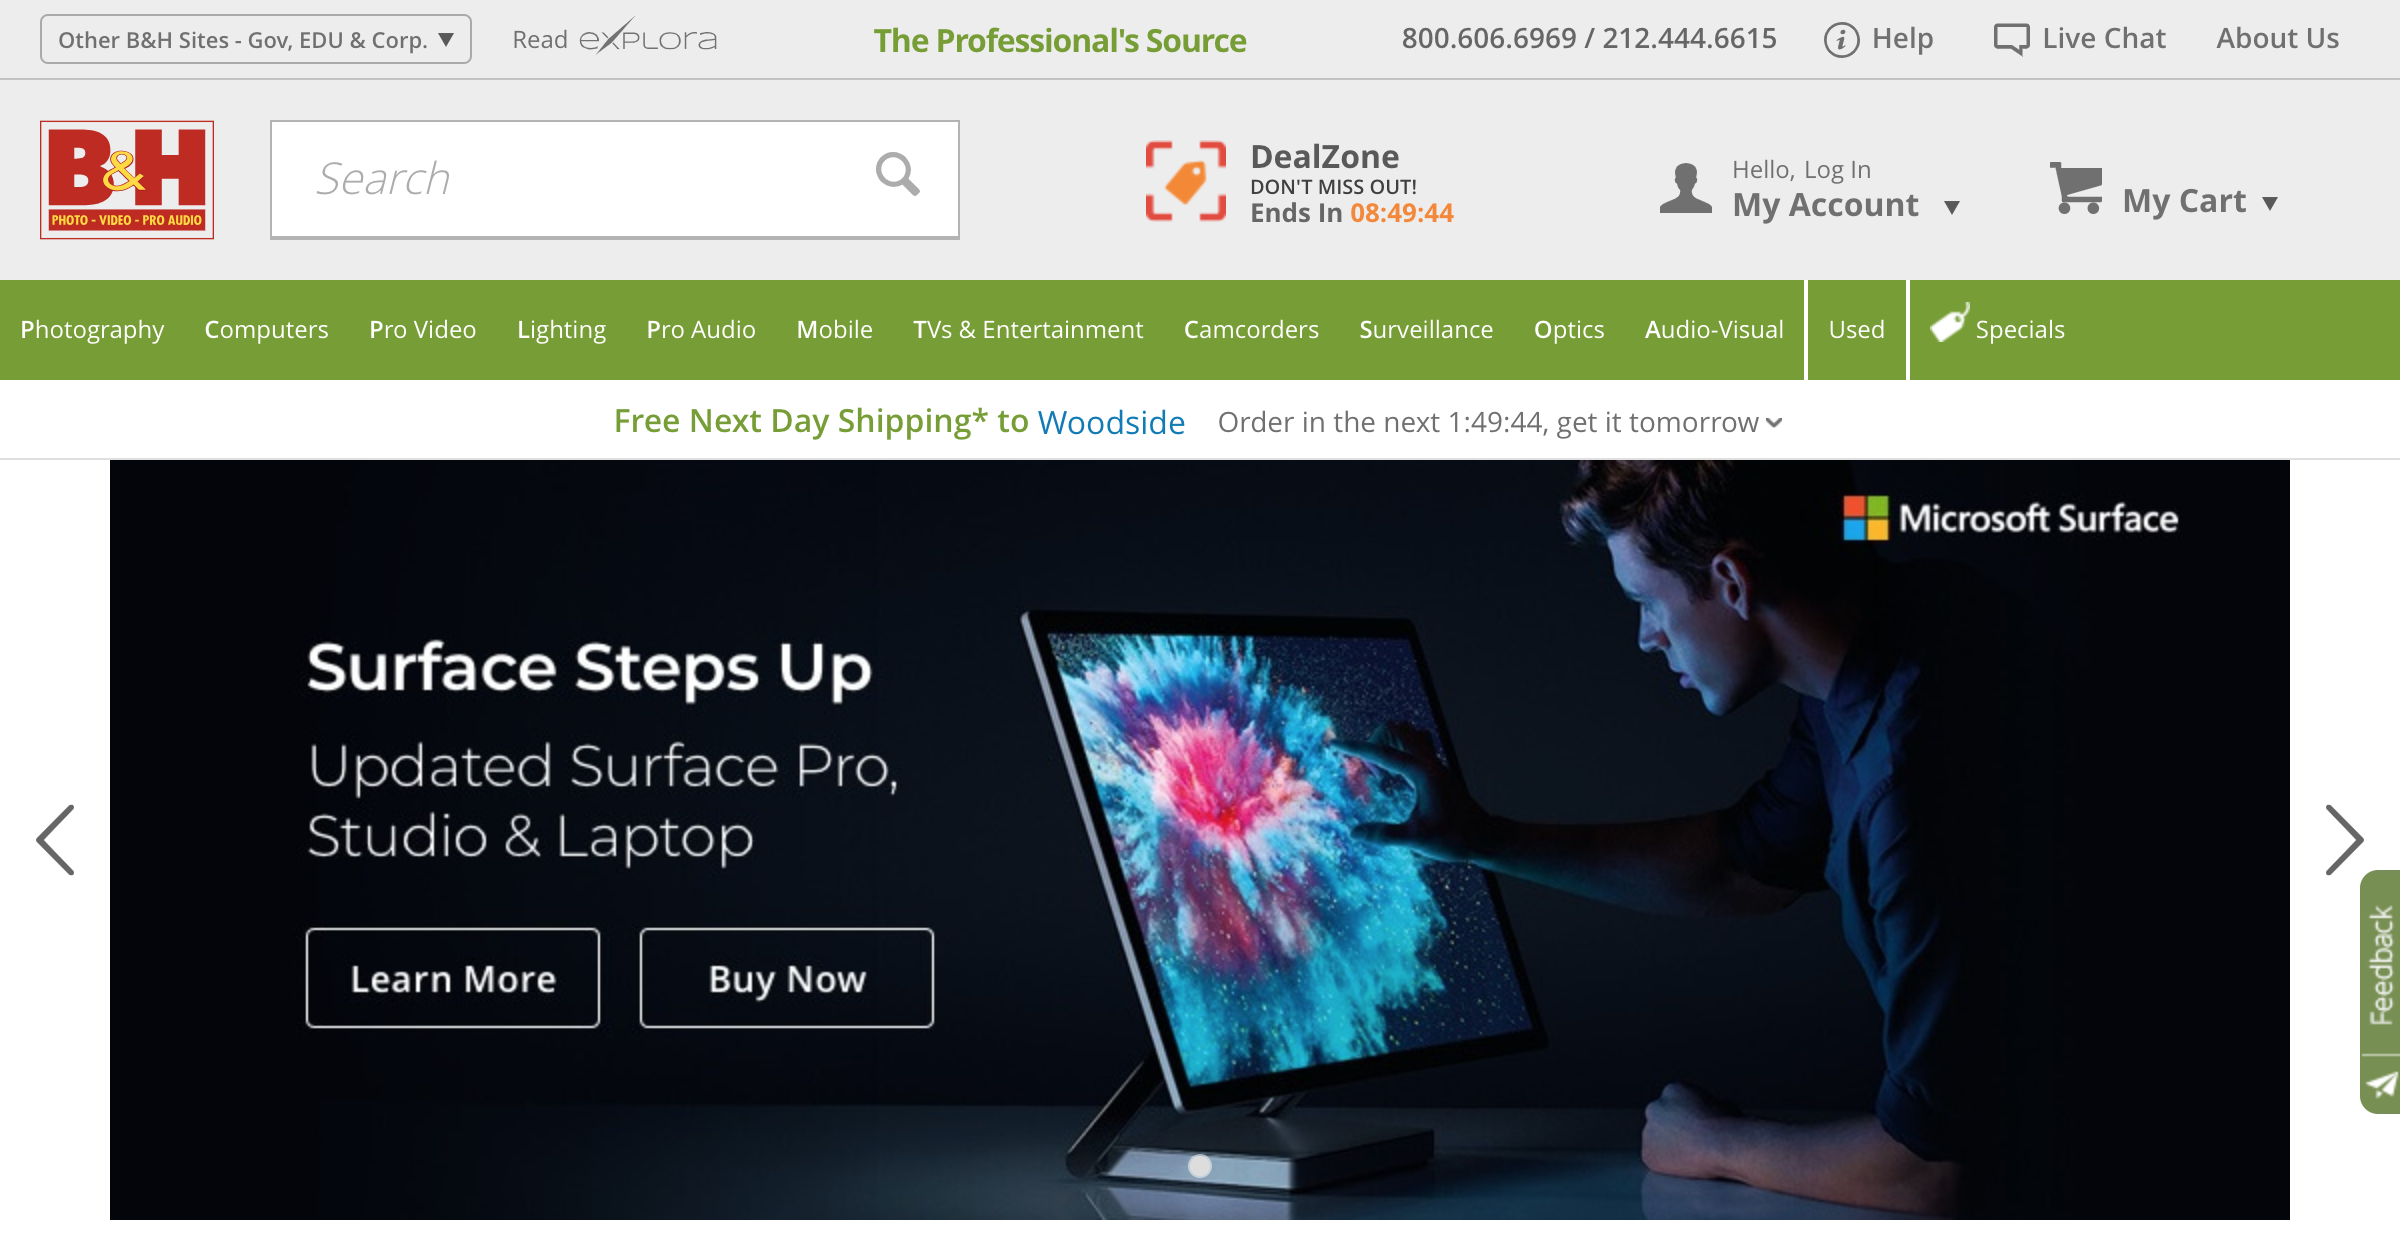 Other B&H Sites - Gov, EDU & Corp. ▼
Read eXPLORA
The Professional's Source
800.606.6969 / 212.444.6615
Help
Live Chat
About Us
B&H
PHOTO - VIDEO - PRO AUDIO
Search
DealZone
DON'T MISS OUT!
Ends In 08:49:44
Hello, Log In
My Account ▼
My Cart ▼
Photography
Computers
Pro Video
Lighting
Pro Audio
Mobile
TVs & Entertainment
Camcorders
Surveillance
Optics
Audio-Visual
Used
Specials
Free Next Day Shipping* to Woodside Order in the next 1:49:44, get it tomorrow
Microsoft Surface
Surface Steps Up
Updated Surface Pro,
Studio & Laptop
Learn More
Buy Now
Feedback